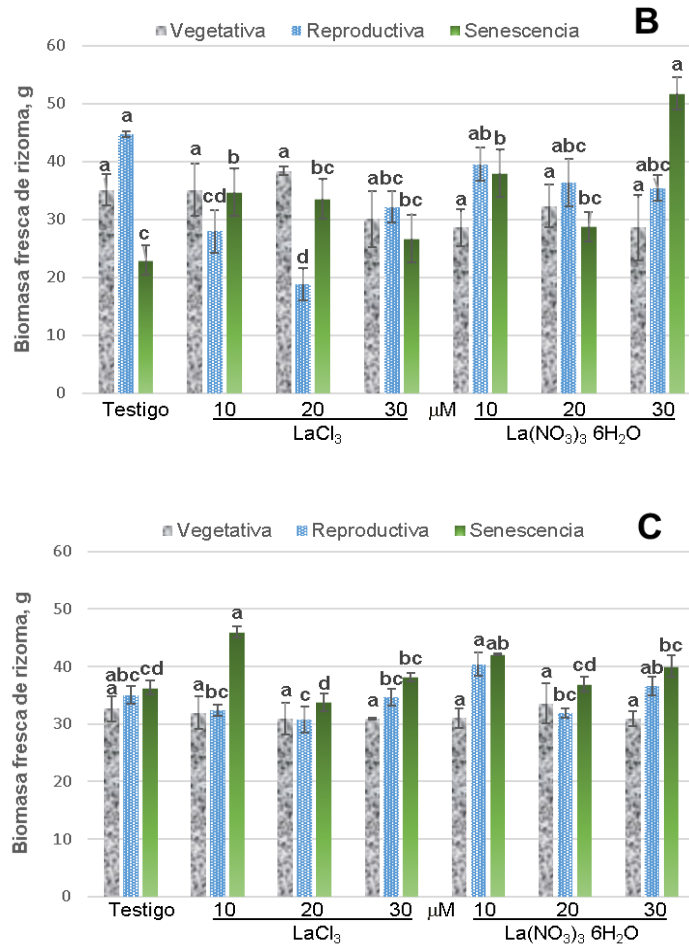 Vegetativa Reproductiva Senescencia B
Biomasa fresca de rizoma, g
60
50
40
30
20
10
0
a a c
a cd b
a d bc
abc abc bc
a ab b
a abc bc
a abc a
Testigo 10 20 30 μM 10 20 30
LaCl₃ La(NO₃)₃ 6H₂O
Vegetativa Reproductiva Senescencia C
Biomasa fresca de rizoma, g
60
50
40
30
20
10
0
a abc cd
a bc a
a c d
a bc bc
a a ab
a bc cd
a ab bc
Testigo 10 20 30 μM 10 20 30
LaCl₃ La(NO₃)₃ 6H₂O